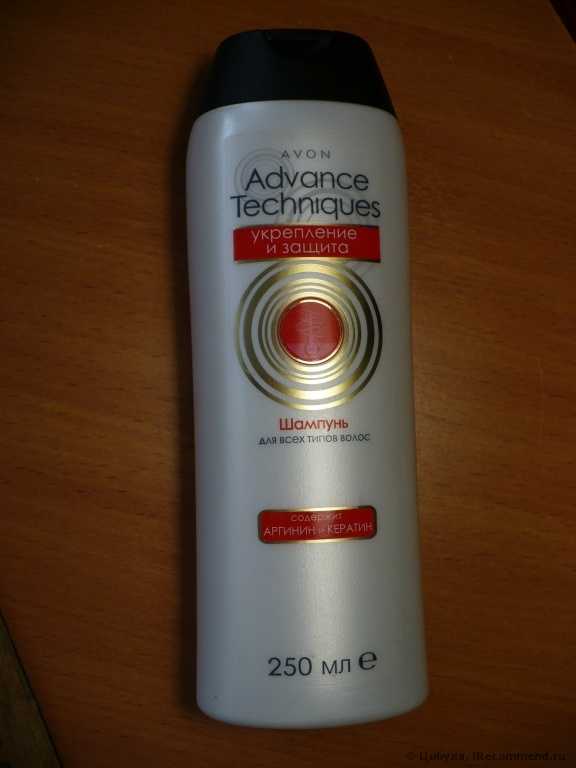 AVON
Advance
Techniques
укрепление
и защита
Шампунь
для всех типов волос
содержит
АРГИНИН и КЕРАТИН
250 мл e
© Цибуля, IRecommend.ru